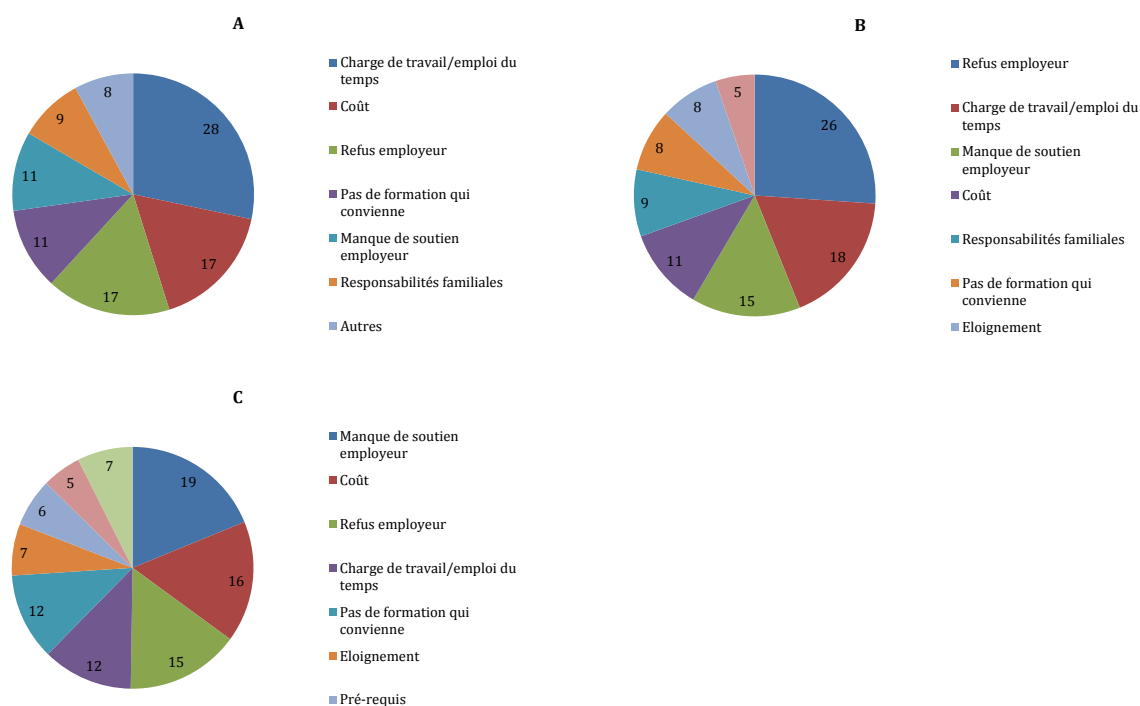 A
28
17
17
11
11
9
8
Charge de travail/emploi du
temps
Coût
Refus employeur
Pas de formation qui
convienne
Manque de soutien
employeur
Responsabilités familiales
Autres
B
26
18
15
11
9
8
8
5
Refus employeur
Charge de travail/emploi du
temps
Manque de soutien
employeur
Coût
Responsabilités familiales
Pas de formation qui
convienne
Eloignement
C
19
16
15
12
12
7
6
5
7
Manque de soutien
employeur
Coût
Refus employeur
Charge de travail/emploi du
temps
Pas de formation qui
convienne
Eloignement
Pré-requis